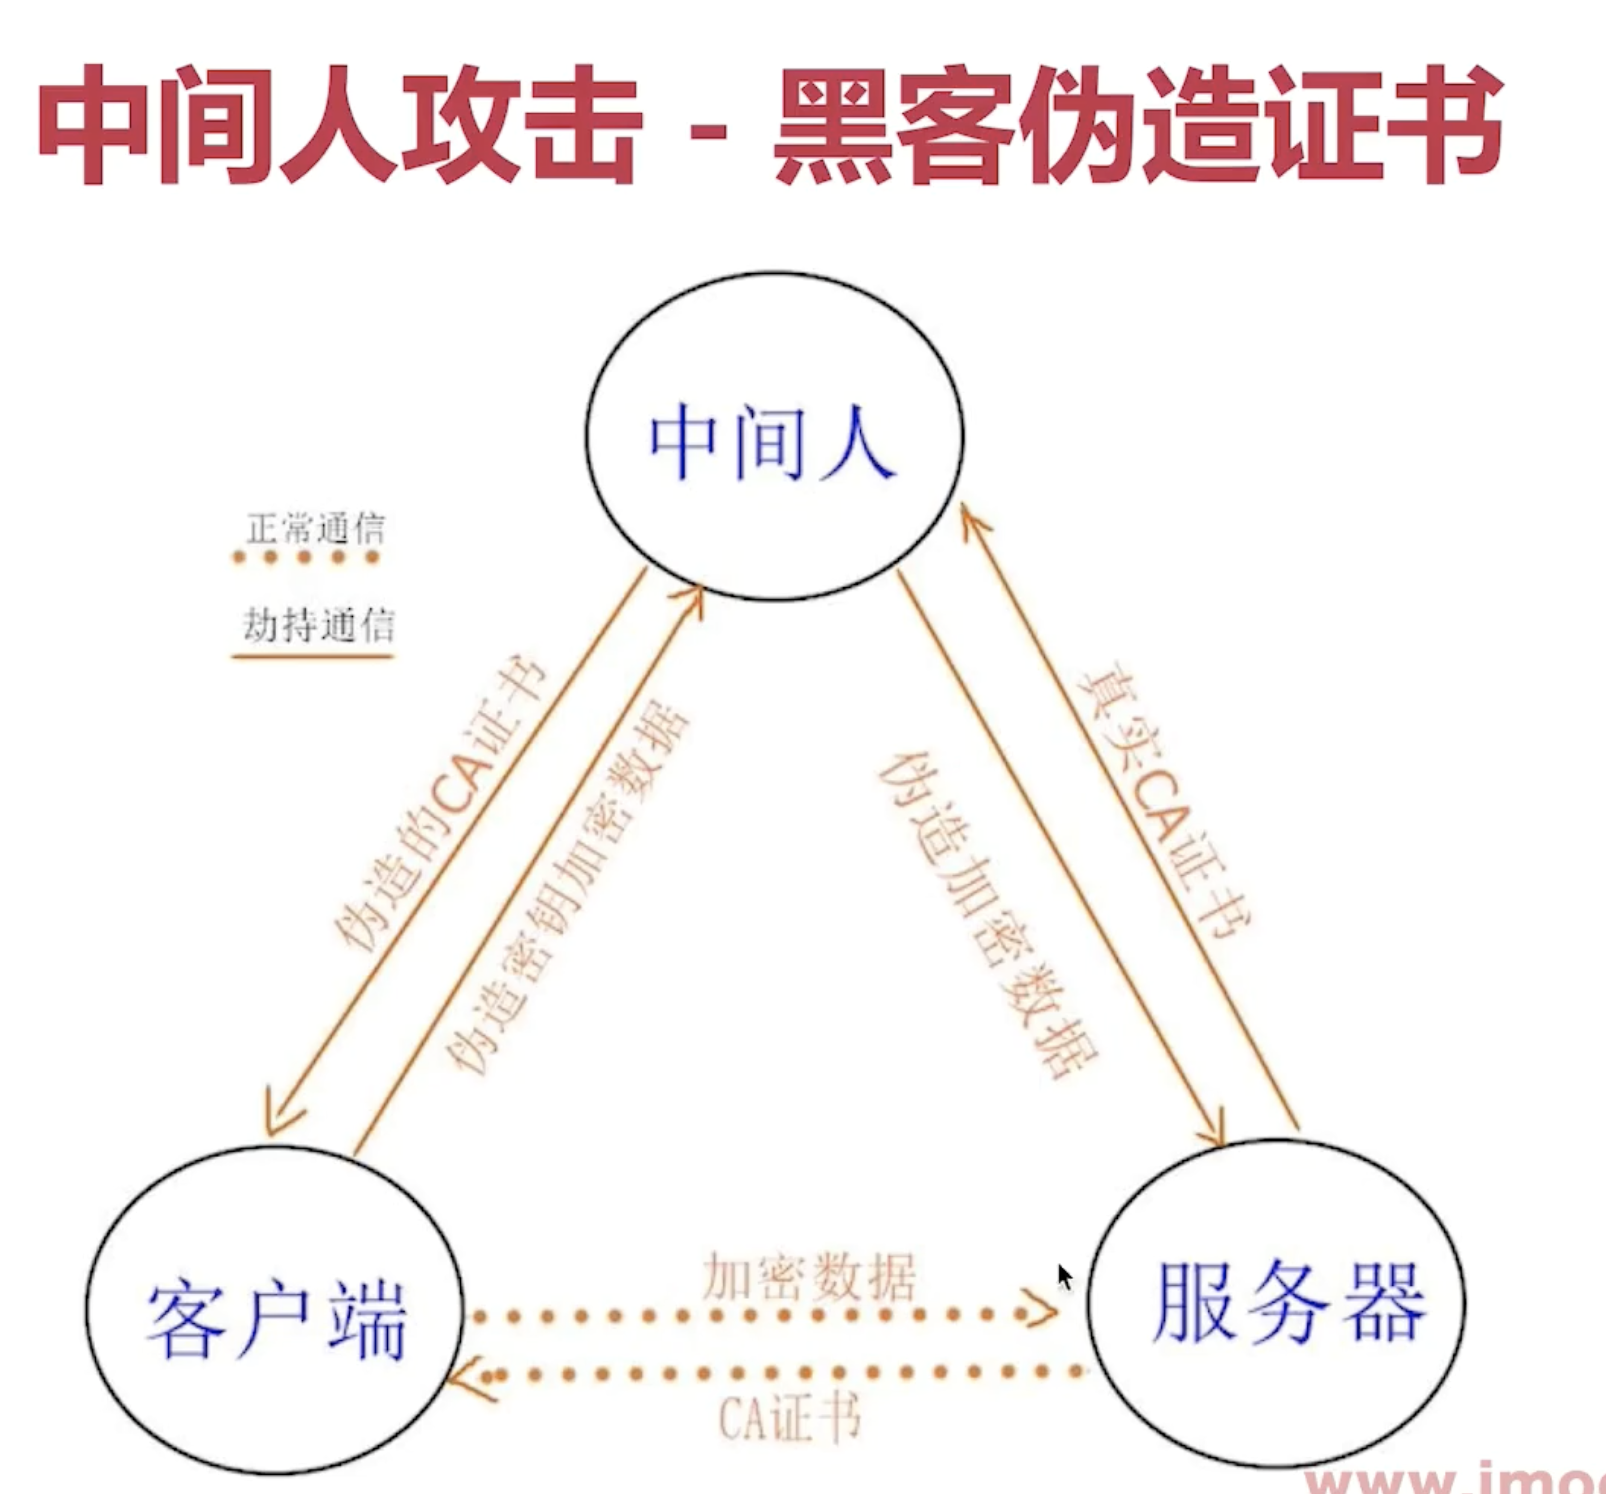 中间人攻击 - 黑客伪造证书
中间人
正常通信
劫持通信
伪造的CA证书
伪造密钥加密数据
伪造加密数据
真实CA证书
客户端
加密数据
CA证书
服务器